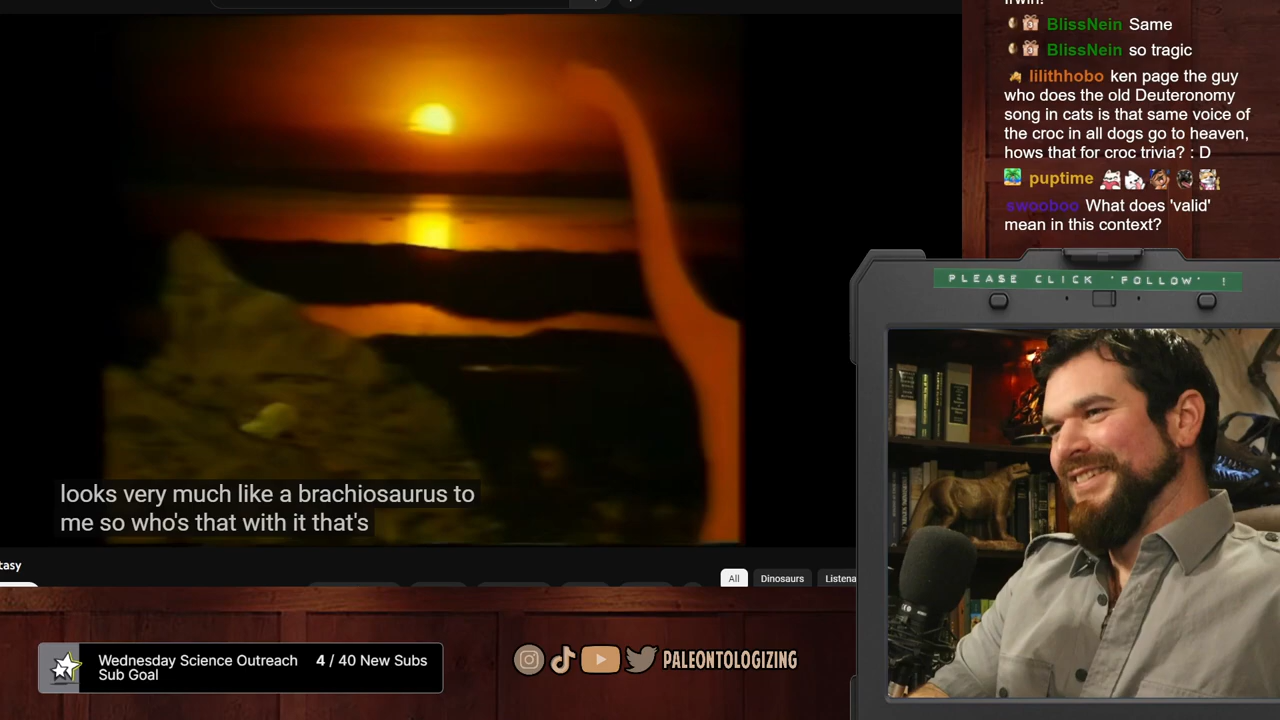 BlissNein Same
BlissNein so tragic
lilithhobo ken page the guy
who does the old Deuteronomy
song in cats is that same voice of
the croc in all dogs go to heaven,
hows that for croc trivia? : D
puptime
swooboo What does 'valid'
mean in this context?
PLEASE CLICK 'FOLLOW' !
looks very much like a brachiosaurus to
me so who's that with it that's
tasy
All Dinosaurs Listena
Wednesday Science Outreach 4 / 40 New Subs
Sub Goal
PALEONTOLOGIZING